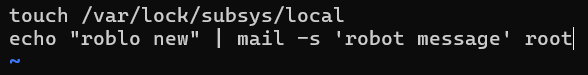 touch /var/lock/subsys/local
echo "roblo new" | mail -s 'robot message' root
~